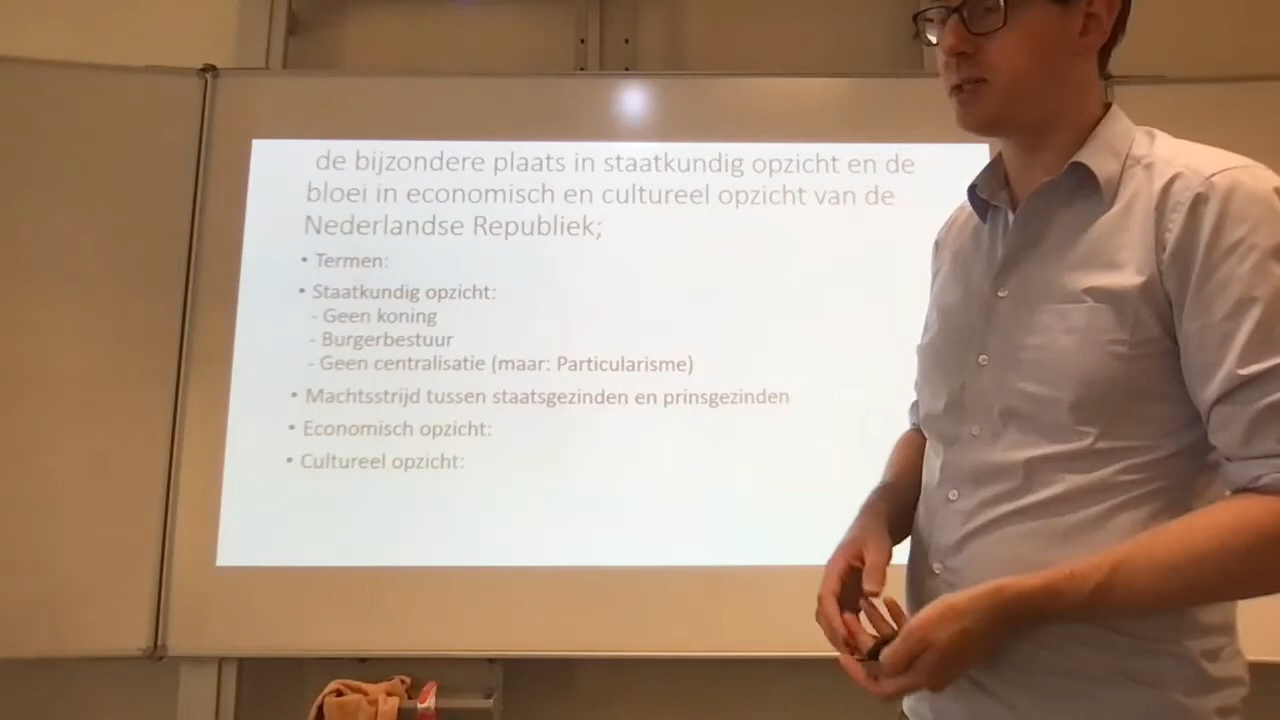 de bijzondere plaats in staatkundig opzicht en de
bloei in economisch en cultureel opzicht van de
Nederlandse Republiek;
• Termen:
• Staatkundig opzicht:
- Geen koning
- Burgerbestuur
- Geen centralisatie (maar: Particularisme)
• Machtsstrijd tussen staatsgezinden en prinsgezinden
• Economisch opzicht:
• Cultureel opzicht: